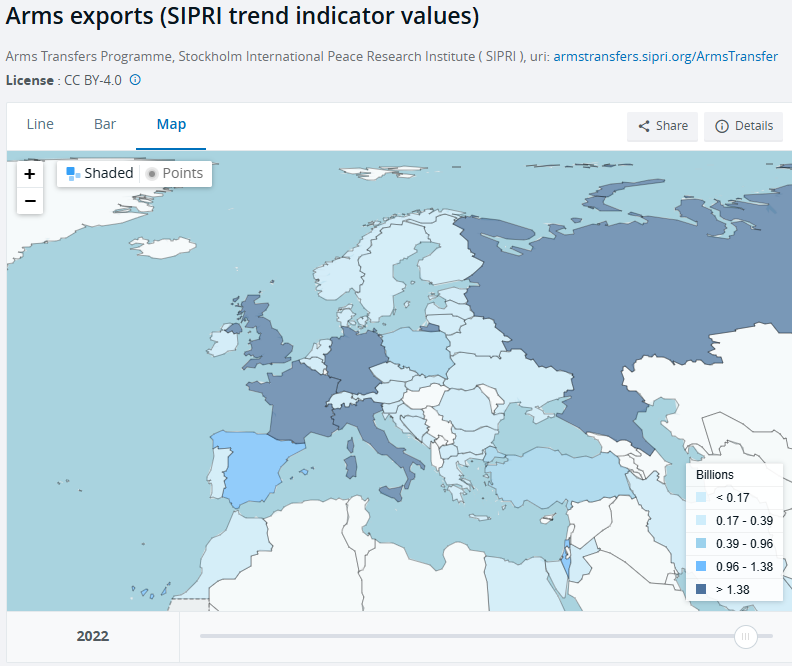 Arms exports (SIPRI trend indicator values)
Arms Transfers Programme, Stockholm International Peace Research Institute ( SIPRI ), uri: armstransfers.sipri.org/ArmsTransfer
License : CC BY-4.0
Line Bar Map Share Details
+ Shaded Points
−
Billions
< 0.17
0.17 - 0.39
0.39 - 0.96
0.96 - 1.38
> 1.38
2022